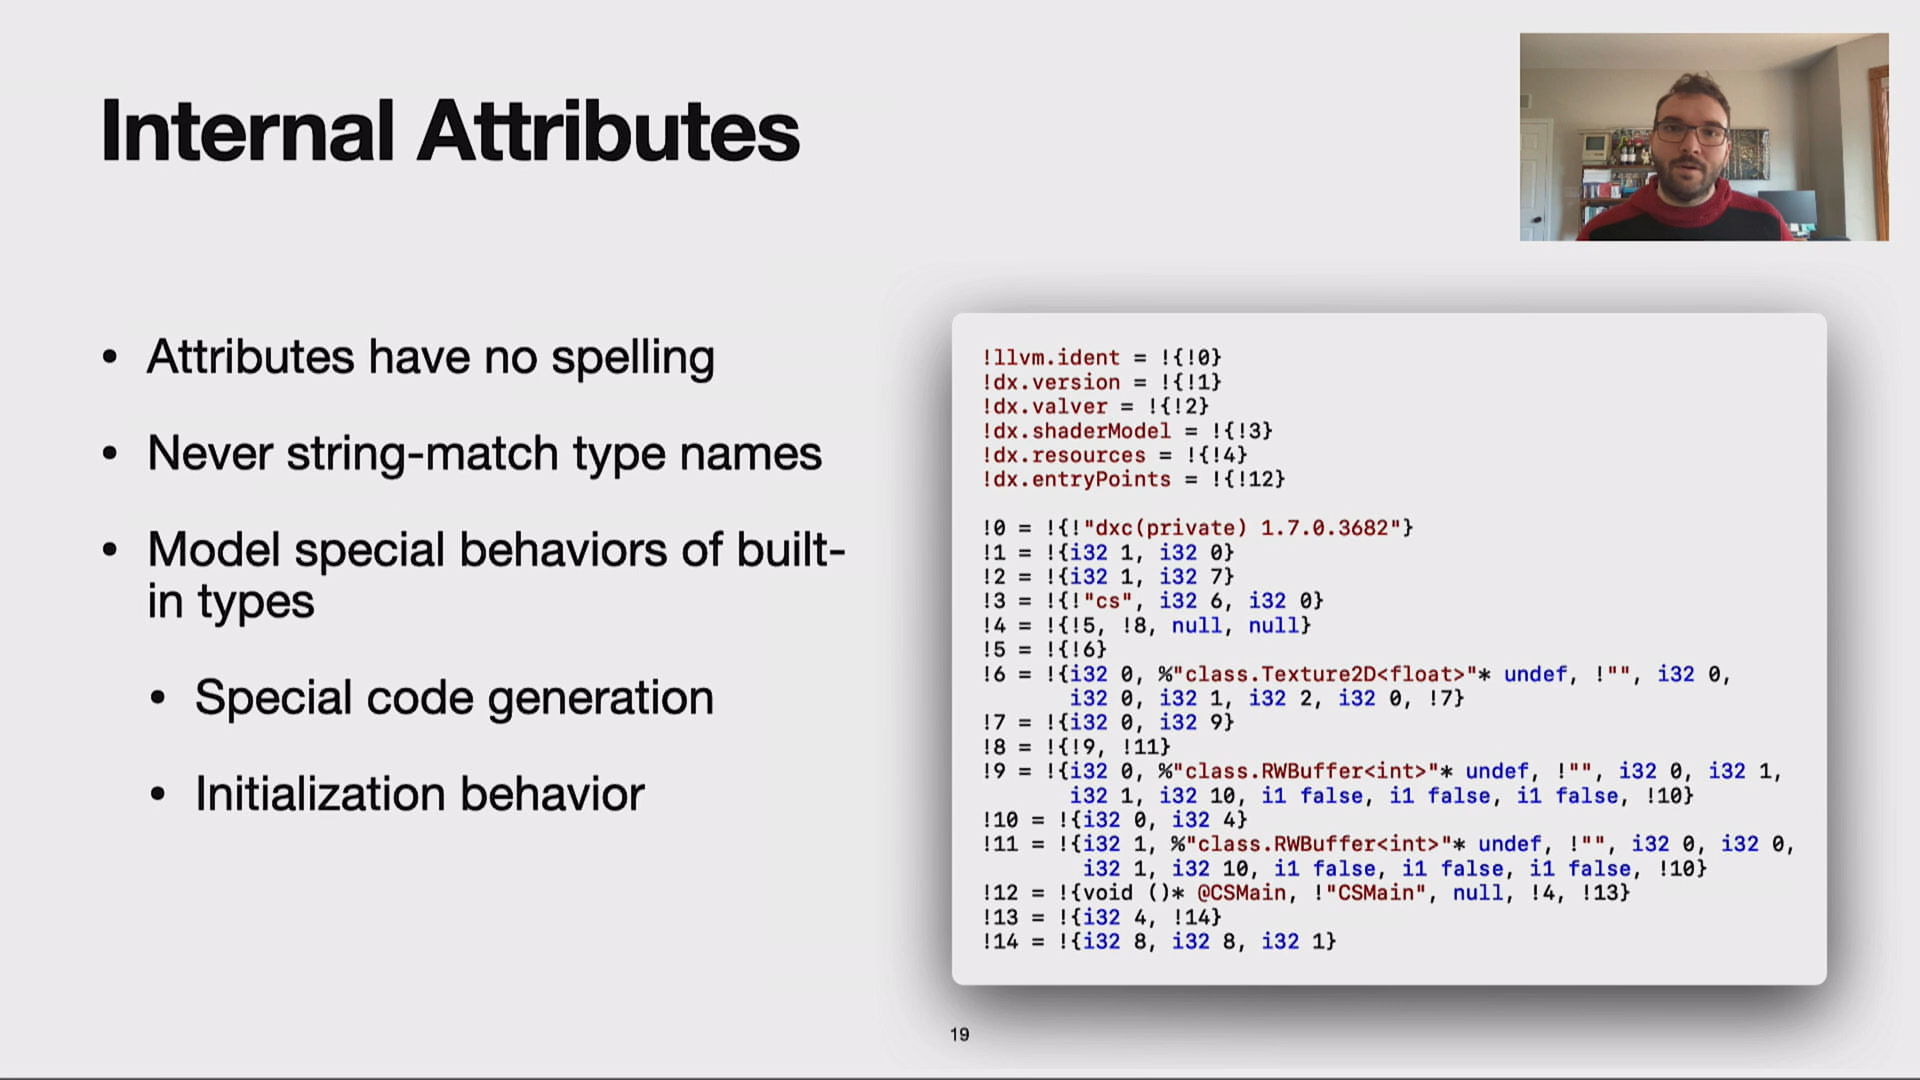 Internal Attributes
• Attributes have no spelling
• Never string-match type names
• Model special behaviors of built-
in types
• Special code generation
• Initialization behavior
!llvm.ident = !{!0}
!dx.version = !{!1}
!dx.valver = !{!2}
!dx.shaderModel = !{!3}
!dx.resources = !{!4}
!dx.entryPoints = !{!12}
!0 = !{!"dxc(private) 1.7.0.3682"}
!1 = !{i32 1, i32 0}
!2 = !{i32 1, i32 7}
!3 = !{!"cs", i32 6, i32 0}
!4 = !{!5, !8, null, null}
!5 = !{!6}
!6 = !{i32 0, %"class.Texture2D<float>"* undef, !"", i32 0,
i32 0, i32 1, i32 2, i32 0, !7}
!7 = !{i32 0, i32 9}
!8 = !{!9, !11}
!9 = !{i32 0, %"class.RWBuffer<int>"* undef, !"", i32 0, i32 1,
i32 1, i32 10, i1 false, i1 false, i1 false, !10}
!10 = !{i32 0, i32 4}
!11 = !{i32 1, %"class.RWBuffer<int>"* undef, !"", i32 0, i32 0,
i32 1, i32 10, i1 false, i1 false, i1 false, !10}
!12 = !{void ()* @CSMain, !"CSMain", null, !4, !13}
!13 = !{i32 4, !14}
!14 = !{i32 8, i32 8, i32 1}
19